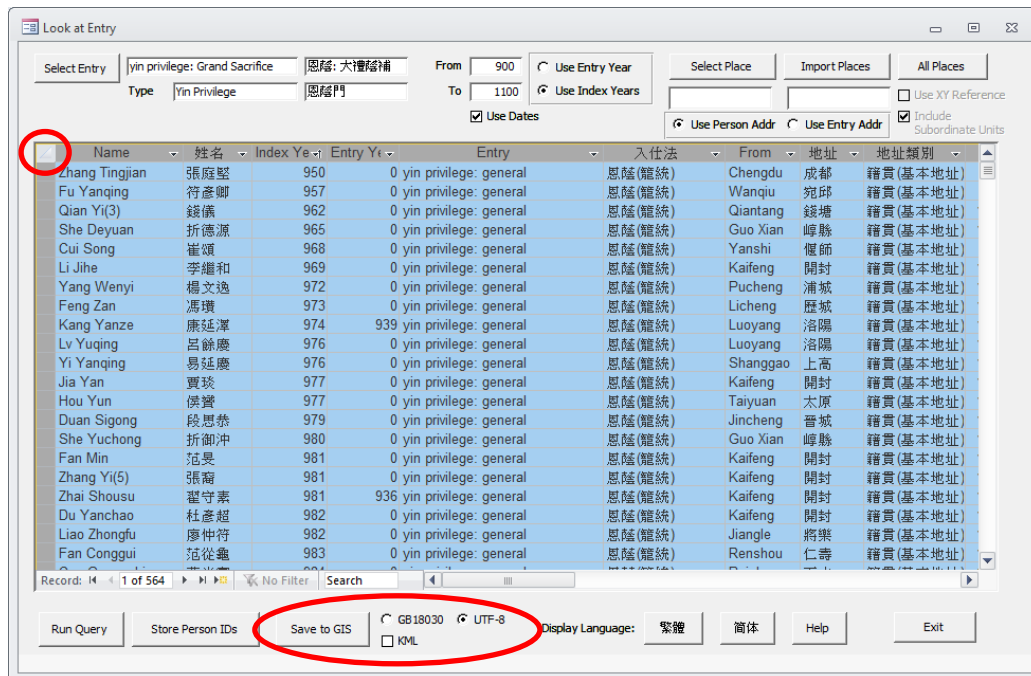 Look at Entry
Select Entry yin privilege: Grand Sacrifice 恩蔭: 大禮蔭補 From 900 Use Entry Year Select Place Import Places All Places
Type Yin Privilege 恩蔭門 To 1100 Use Index Years Use XY Reference
Use Dates Use Person Addr Use Entry Addr Include Subordinate Units
Name 姓名 Index Ye Entry Ye Entry 入仕法 From 地址 地址類別
Zhang Tingjian 張庭堅 950 0 yin privilege: general 恩蔭(籠統) Chengdu 成都 籍貫(基本地址)
Fu Yanqing 符彥卿 957 0 yin privilege: general 恩蔭(籠統) Wanqiu 宛邱 籍貫(基本地址)
Qian Yi(3) 錢儀 962 0 yin privilege: general 恩蔭(籠統) Qiantang 錢塘 籍貫(基本地址)
She Deyuan 折德源 965 0 yin privilege: general 恩蔭(籠統) Guo Xian 崞縣 籍貫(基本地址)
Cui Song 崔頌 968 0 yin privilege: general 恩蔭(籠統) Yanshi 偃師 籍貫(基本地址)
Li Jihe 李繼和 969 0 yin privilege: general 恩蔭(籠統) Kaifeng 開封 籍貫(基本地址)
Yang Wenyi 楊文逸 972 0 yin privilege: general 恩蔭(籠統) Pucheng 浦城 籍貫(基本地址)
Feng Zan 馮瓚 973 0 yin privilege: general 恩蔭(籠統) Licheng 歷城 籍貫(基本地址)
Kang Yanze 康延澤 974 939 yin privilege: general 恩蔭(籠統) Luoyang 洛陽 籍貫(基本地址)
Lv Yuqing 呂餘慶 976 0 yin privilege: general 恩蔭(籠統) Luoyang 洛陽 籍貫(基本地址)
Yi Yanqing 易延慶 976 0 yin privilege: general 恩蔭(籠統) Shanggao 上高 籍貫(基本地址)
Jia Yan 賈琰 977 0 yin privilege: general 恩蔭(籠統) Kaifeng 開封 籍貫(基本地址)
Hou Yun 侯贇 977 0 yin privilege: general 恩蔭(籠統) Taiyuan 太原 籍貫(基本地址)
Duan Sigong 段思恭 979 0 yin privilege: general 恩蔭(籠統) Jincheng 晉城 籍貫(基本地址)
She Yuchong 折御沖 980 0 yin privilege: general 恩蔭(籠統) Guo Xian 崞縣 籍貫(基本地址)
Fan Min 范旻 981 0 yin privilege: general 恩蔭(籠統) Kaifeng 開封 籍貫(基本地址)
Zhang Yi(5) 張裔 981 0 yin privilege: general 恩蔭(籠統) Kaifeng 開封 籍貫(基本地址)
Zhai Shousu 翟守素 981 936 yin privilege: general 恩蔭(籠統) Kaifeng 開封 籍貫(基本地址)
Du Yanchao 杜彥超 982 0 yin privilege: general 恩蔭(籠統) Kaifeng 開封 籍貫(基本地址)
Liao Zhongfu 廖仲符 982 0 yin privilege: general 恩蔭(籠統) Jiangle 將樂 籍貫(基本地址)
Fan Conggui 范從龜 983 0 yin privilege: general 恩蔭(籠統) Renshou 仁壽 籍貫(基本地址)
Record: 1 of 564 No Filter Search
Run Query Store Person IDs Save to GIS GB18030 UTF-8 Display Language: 繁體 简体 Help Exit
KML